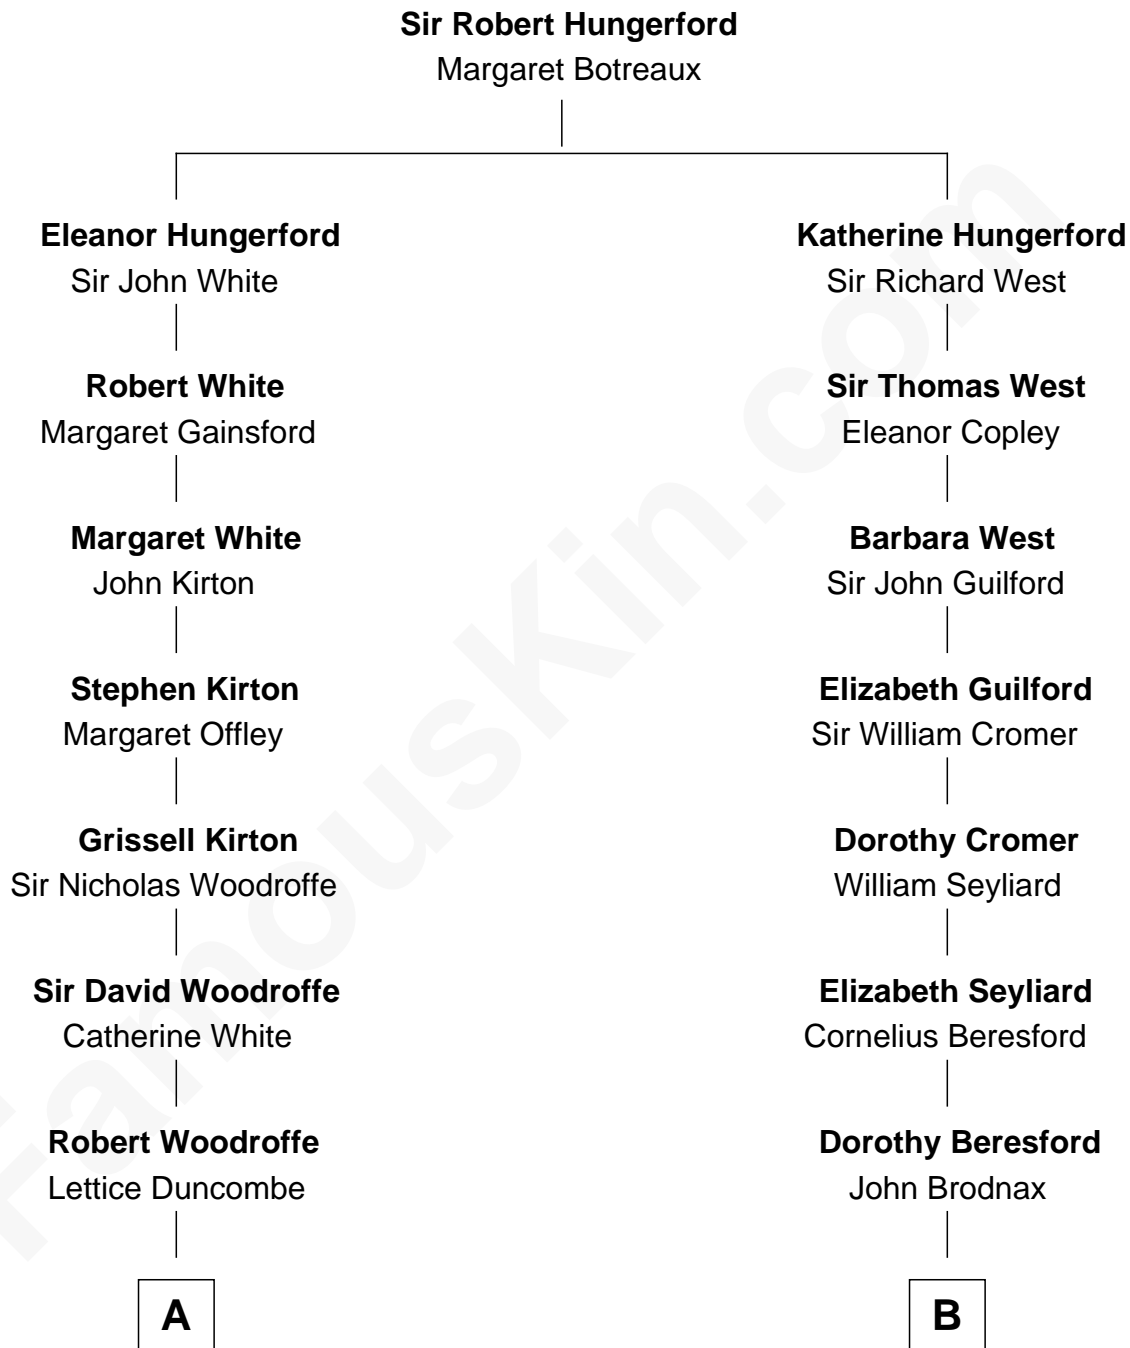 Sir Robert Hungerford
Margaret Botreaux
Eleanor Hungerford
Sir John White
Katherine Hungerford
Sir Richard West
Robert White
Margaret Gainsford
Sir Thomas West
Eleanor Copley
Margaret White
John Kirton
Barbara West
Sir John Guilford
Stephen Kirton
Margaret Offley
Elizabeth Guilford
Sir William Cromer
Grissell Kirton
Sir Nicholas Woodroffe
Dorothy Cromer
William Seyliard
Sir David Woodroffe
Catherine White
Elizabeth Seyliard
Cornelius Beresford
Robert Woodroffe
Lettice Duncombe
Dorothy Beresford
John Brodnax
A
B
FamousKin.com